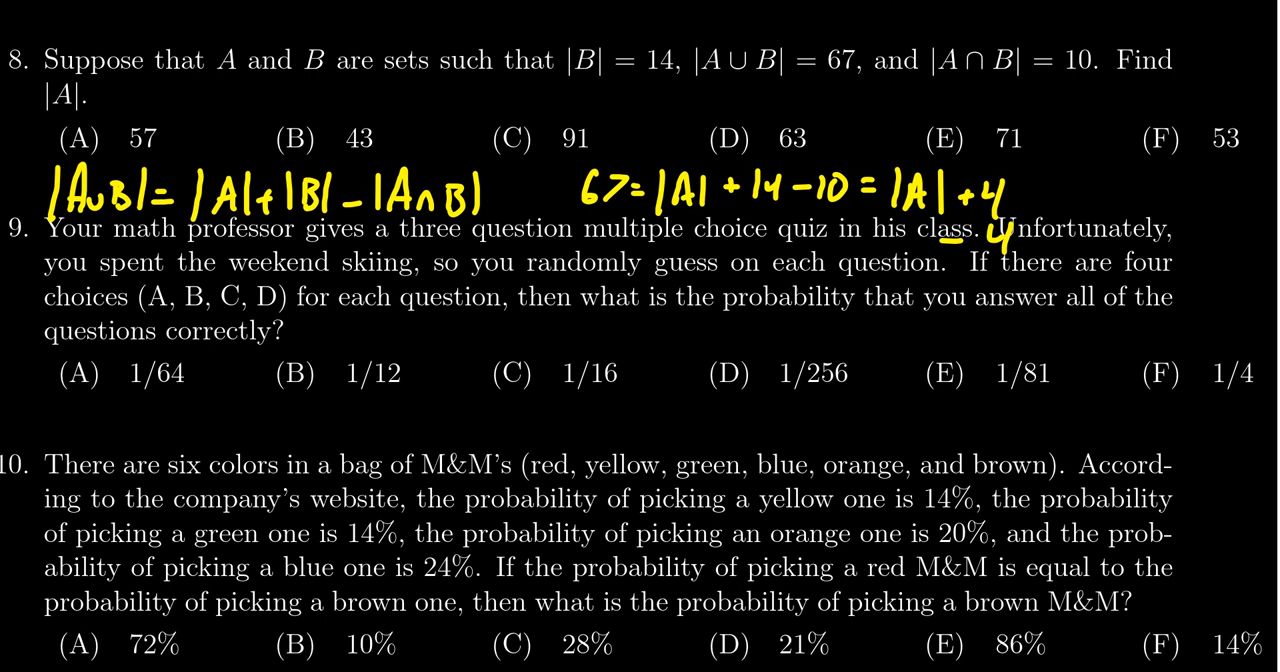 8. Suppose that A and B are sets such that |B| = 14, |A ∪ B| = 67, and |A ∩ B| = 10. Find
|A|.
(A) 57 (B) 43 (C) 91 (D) 63 (E) 71 (F) 53
|A∪B| = |A| + |B| - |A∩B| 67 = |A| + 14 - 10 = |A| + 4
- 4
9. Your math professor gives a three question multiple choice quiz in his class. Unfortunately,
you spent the weekend skiing, so you randomly guess on each question. If there are four
choices (A, B, C, D) for each question, then what is the probability that you answer all of the
questions correctly?
(A) 1/64 (B) 1/12 (C) 1/16 (D) 1/256 (E) 1/81 (F) 1/4
10. There are six colors in a bag of M&M's (red, yellow, green, blue, orange, and brown). Accord-
ing to the company's website, the probability of picking a yellow one is 14%, the probability
of picking a green one is 14%, the probability of picking an orange one is 20%, and the prob-
ability of picking a blue one is 24%. If the probability of picking a red M&M is equal to the
probability of picking a brown one, then what is the probability of picking a brown M&M?
(A) 72% (B) 10% (C) 28% (D) 21% (E) 86% (F) 14%